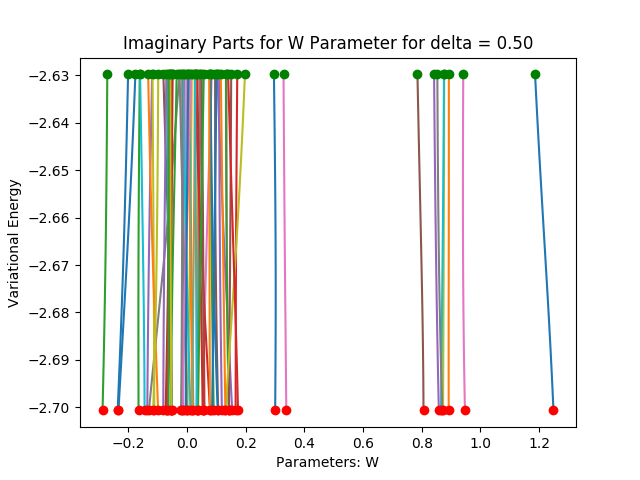 Imaginary Parts for W Parameter for delta = 0.50
Variational Energy
−2.63
−2.64
−2.65
−2.66
−2.67
−2.68
−2.69
−2.70
−0.2 0.0 0.2 0.4 0.6 0.8 1.0 1.2
Parameters: W